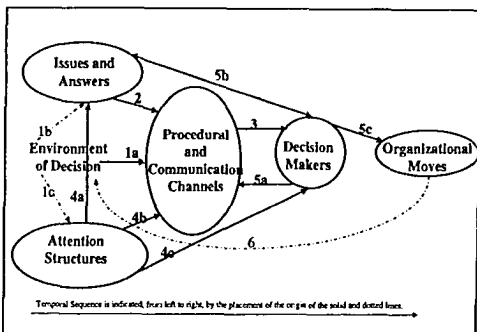 Issues and
Answers
5b
2
1b
Procedural
and
Communication
Channels
3
Decision
Makers
5c
Organizational
Moves
Environment
of Decision
1a
1c
4a
5a
4b
4c
6
Attention
Structures
Temporal Sequence is indicated, from left to right, by the placement of the origin of the solid and dotted lines.